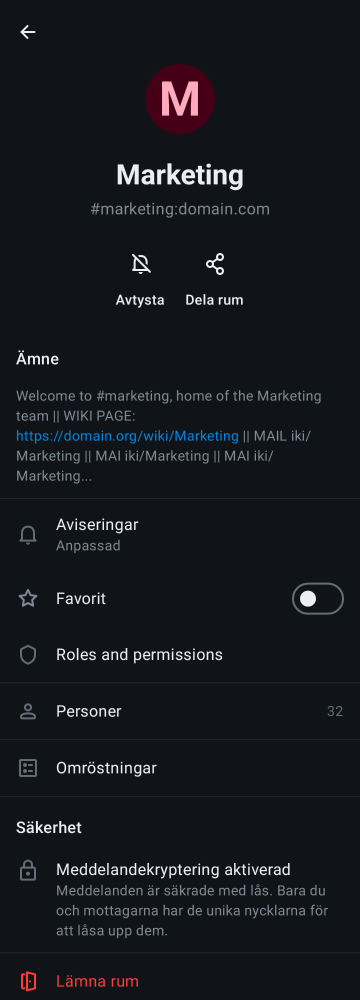 M
Marketing
#marketing:domain.com
Avtysta
Dela rum
Ämne
Welcome to #marketing, home of the Marketing
team || WIKI PAGE:
https://domain.org/wiki/Marketing || MAIL iki/
Marketing || MAI iki/Marketing || MAI iki/
Marketing...
Aviseringar
Anpassad
Favorit
Roles and permissions
Personer 32
Omröstningar
Säkerhet
Meddelandekryptering aktiverad
Meddelanden är säkrade med lås. Bara du
och mottagarna har de unika nycklarna för
att låsa upp dem.
Lämna rum